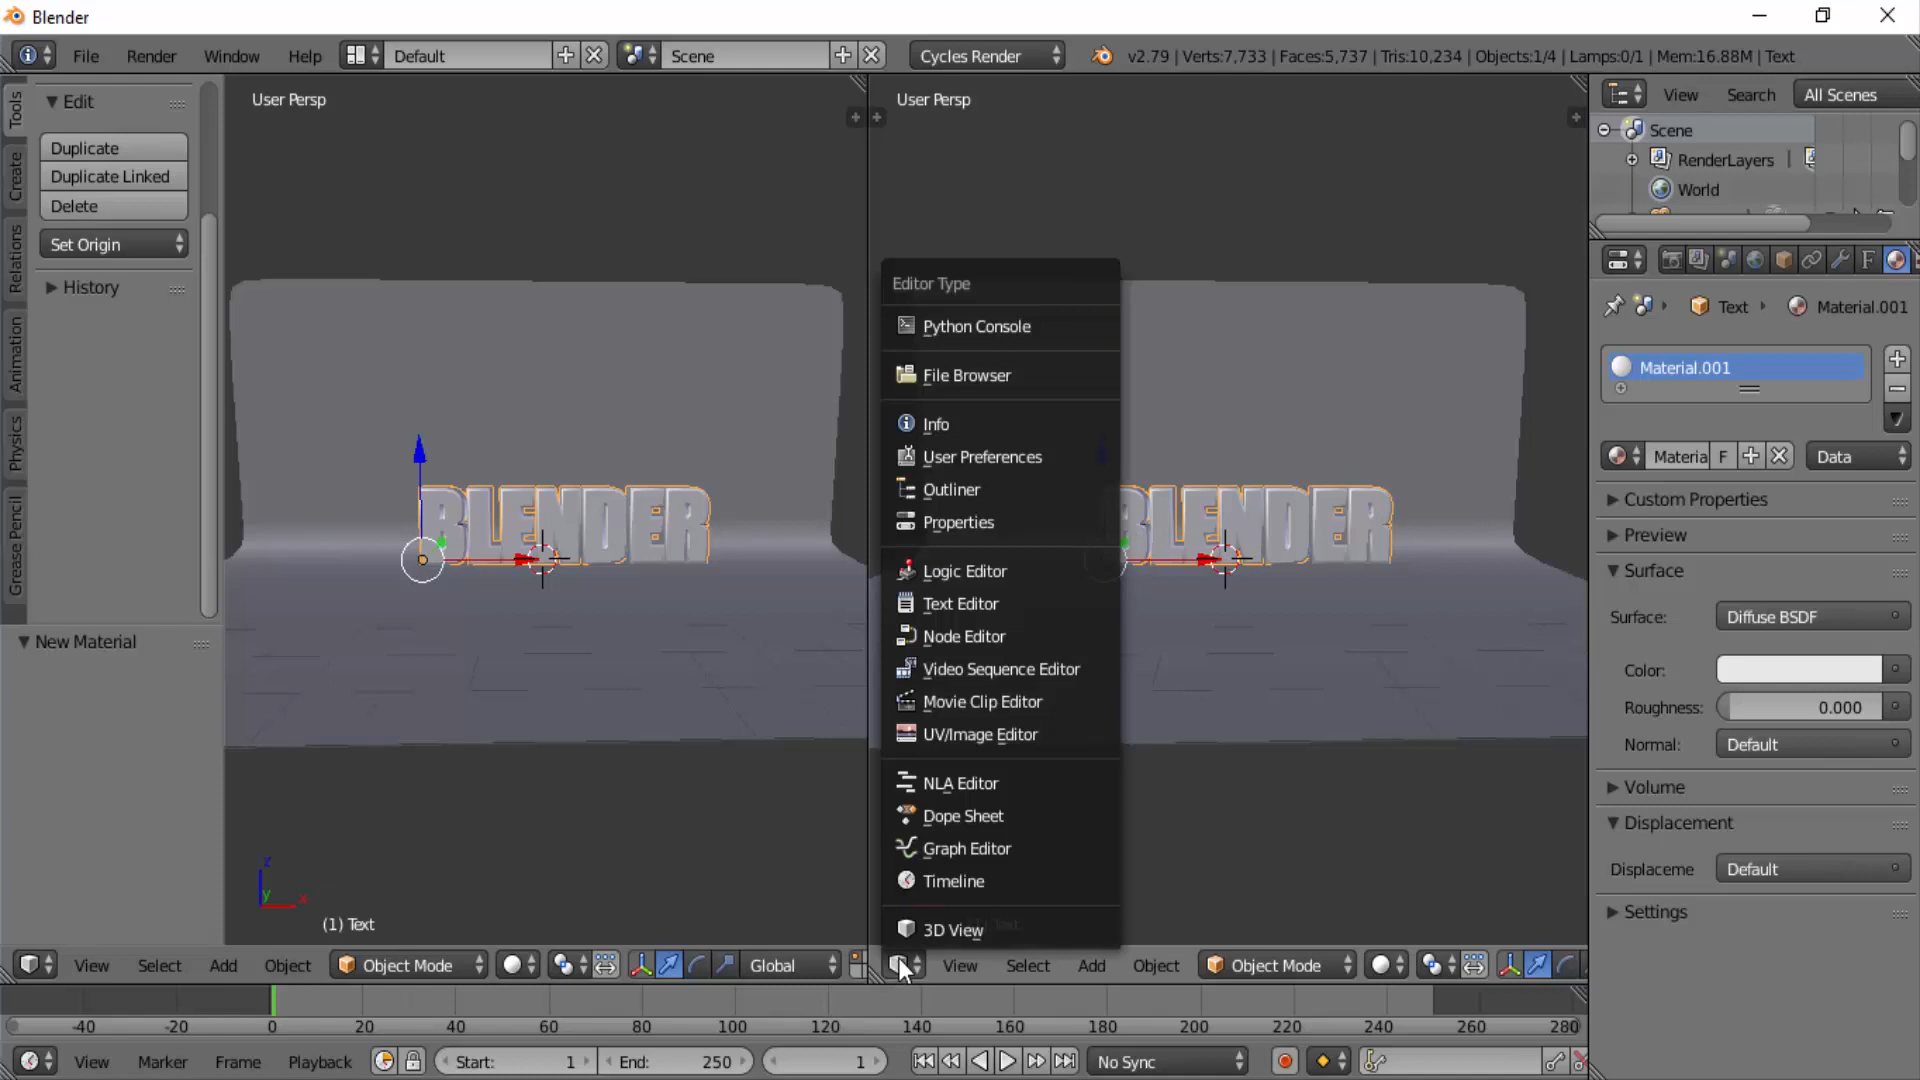 Blender
File Render Window Help Default Scene Cycles Render v2.79 | Verts:7,733 | Faces:5,737 | Tris:10,234 | Objects:1/4 | Lamps:0/1 | Mem:16.88M | Text
Tools
Create
Relations
Animation
Physics
Grease Pencil
Edit
Duplicate
Duplicate Linked
Delete
Set Origin
History
New Material
User Persp
BLENDER
z
y x
(1) Text
View Select Add Object Object Mode Global
User Persp
BLENDER
Editor Type
Python Console
File Browser
Info
User Preferences
Outliner
Properties
Logic Editor
Text Editor
Node Editor
Video Sequence Editor
Movie Clip Editor
UV/Image Editor
NLA Editor
Dope Sheet
Graph Editor
Timeline
3D View
View Select Add Object Object Mode
View Search All Scenes
Scene
RenderLayers |
World
Text Material.001
Material.001
Materia F Data
Custom Properties
Preview
Surface
Surface: Diffuse BSDF
Color:
Roughness: 0.000
Normal: Default
Volume
Displacement
Displaceme Default
Settings
-40 -20 0 20 40 60 80 100 120 140 160 180 200 220 240 260 280
View Marker Frame Playback Start: 1 End: 250 1 No Sync